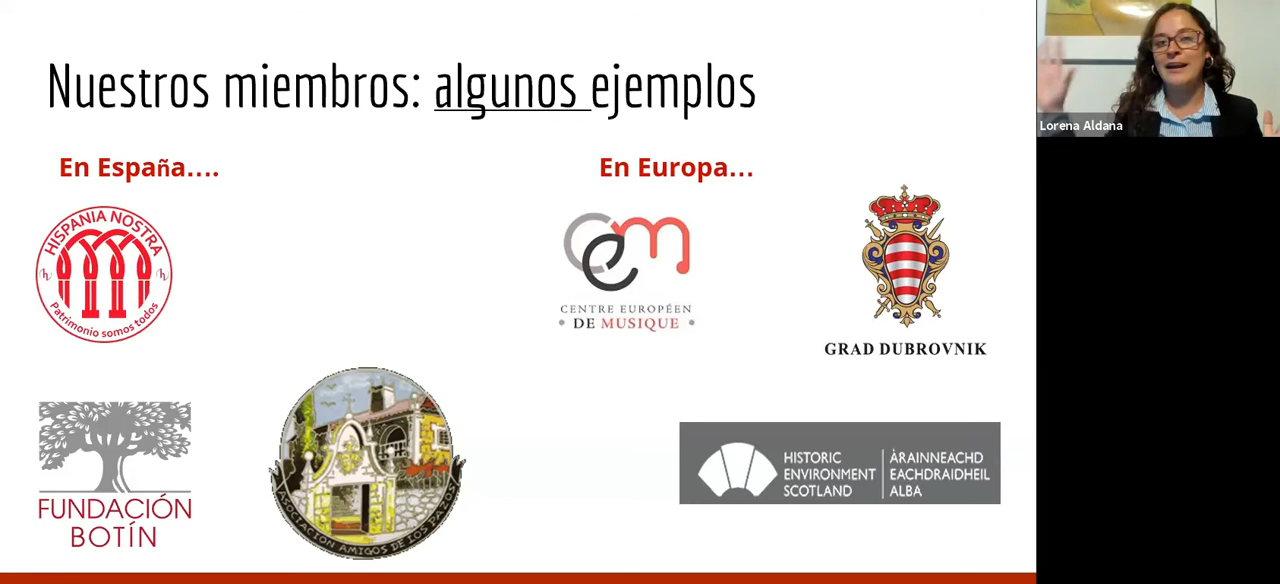 Nuestros miembros: algunos ejemplos
Lorena Aldana
En España....
En Europa...
HISPANIA NOSTRA
Patrimonio somos todos
CENTRE EUROPÉEN
• DE MUSIQUE •
GRAD DUBROVNIK
FUNDACIÓN
BOTÍN
ASOCIACION AMIGOS DE LOS PAZOS
HISTORIC
ENVIRONMENT
SCOTLAND
ÀRAINNEACHD
EACHDRAIDHEIL
ALBA